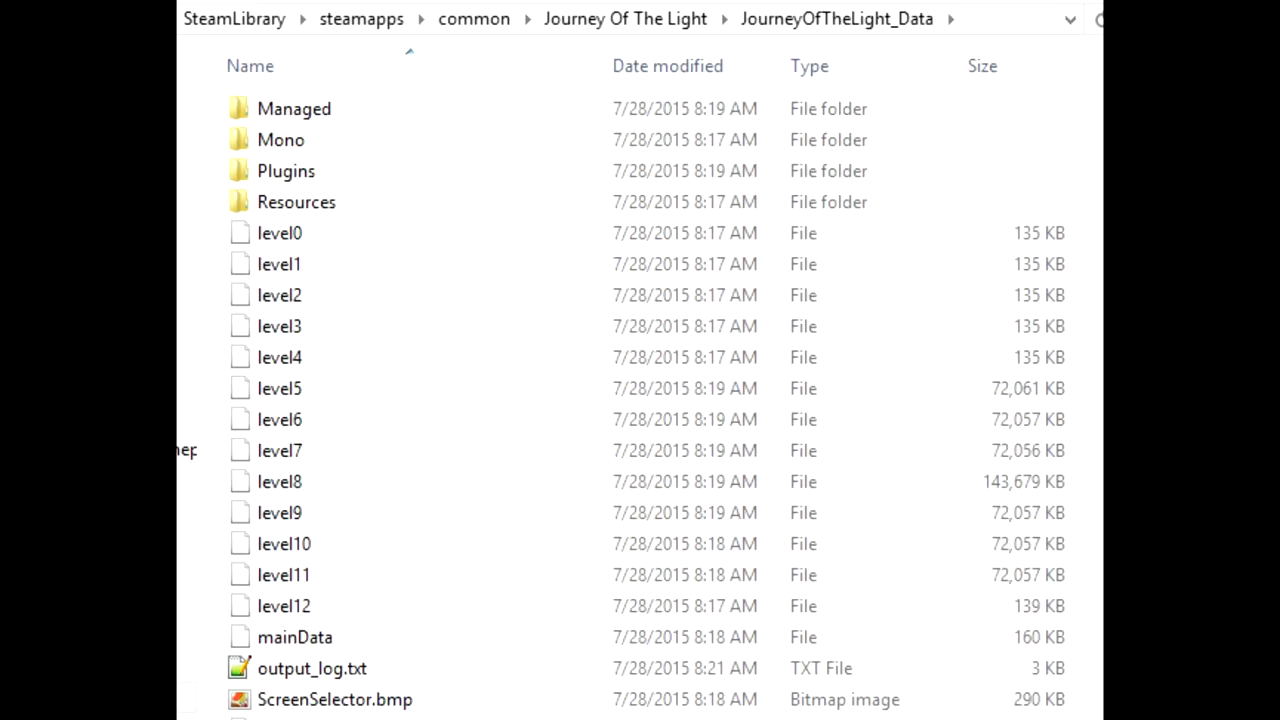 SteamLibrary steamapps common Journey Of The Light JourneyOfTheLight_Data
Name Date modified Type Size
Managed 7/28/2015 8:19 AM File folder
Mono 7/28/2015 8:17 AM File folder
Plugins 7/28/2015 8:19 AM File folder
Resources 7/28/2015 8:17 AM File folder
level0 7/28/2015 8:17 AM File 135 KB
level1 7/28/2015 8:17 AM File 135 KB
level2 7/28/2015 8:17 AM File 135 KB
level3 7/28/2015 8:17 AM File 135 KB
level4 7/28/2015 8:17 AM File 135 KB
level5 7/28/2015 8:19 AM File 72,061 KB
level6 7/28/2015 8:19 AM File 72,057 KB
level7 7/28/2015 8:19 AM File 72,056 KB
level8 7/28/2015 8:19 AM File 143,679 KB
level9 7/28/2015 8:19 AM File 72,057 KB
level10 7/28/2015 8:18 AM File 72,057 KB
level11 7/28/2015 8:18 AM File 72,057 KB
level12 7/28/2015 8:17 AM File 139 KB
mainData 7/28/2015 8:18 AM File 160 KB
output_log.txt 7/28/2015 8:21 AM TXT File 3 KB
ScreenSelector.bmp 7/28/2015 8:18 AM Bitmap image 290 KB